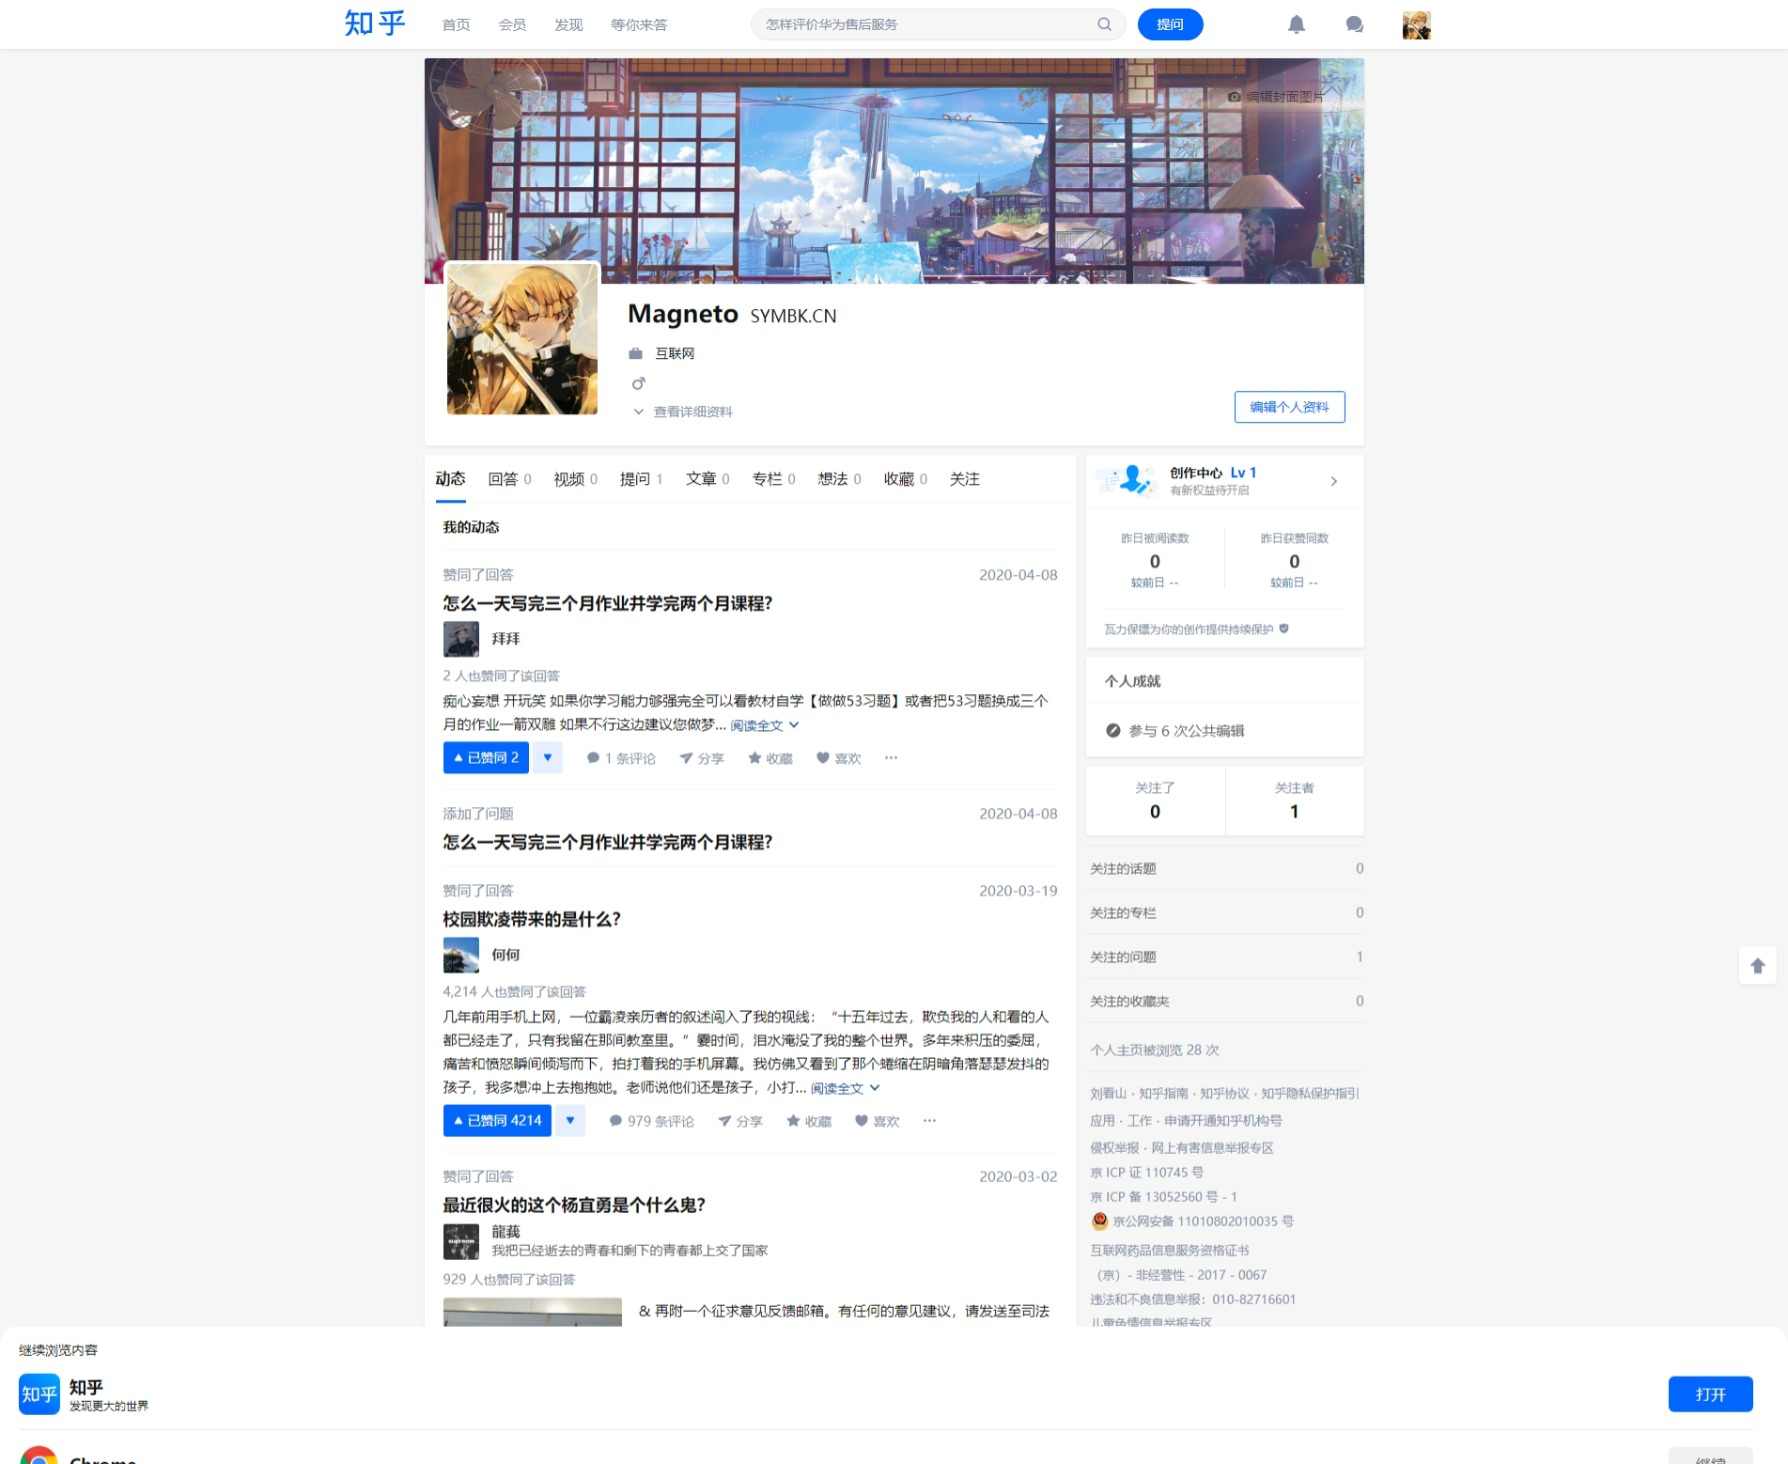 知乎 首页 会员 发现 等你来答 怎样评价华为售后服务 提问
编辑封面图片
Magneto SYMBK.CN
互联网
查看详细资料
编辑个人资料
动态 回答 0 视频 0 提问 1 文章 0 专栏 0 想法 0 收藏 0 关注
我的动态
赞同了回答 2020-04-08
怎么一天写完三个月作业并学完两个月课程?
拜拜
2 人也赞同了该回答
痴心妄想 开玩笑 如果你学习能力够强完全可以看教材自学【做做53习题】或者把53习题换成三个
月的作业一箭双雕 如果不行这边建议您做梦... 阅读全文
已赞同 2 1 条评论 分享 收藏 喜欢
添加了问题 2020-04-08
怎么一天写完三个月作业并学完两个月课程?
赞同了回答 2020-03-19
校园欺凌带来的是什么?
何何
4,214 人也赞同了该回答
几年前用手机上网，一位霸凌亲历者的叙述闯入了我的视线：“十五年过去，欺负我的人和看的人
都已经走了，只有我留在那间教室里。”霎时间，泪水淹没了我的整个世界。多年来积压的委屈，
痛苦和愤怒瞬间倾泻而下，拍打着我的手机屏幕。我仿佛又看到了那个蜷缩在阴暗角落瑟瑟发抖的
孩子，我多想冲上去抱抱她。老师说他们还是孩子，小打... 阅读全文
已赞同 4214 979 条评论 分享 收藏 喜欢
赞同了回答 2020-03-02
最近很火的这个杨宜勇是个什么鬼?
龍莪
我把已经逝去的青春和剩下的青春都上交了国家
929 人也赞同了该回答
& 再附一个征求意见反馈邮箱。有任何的意见建议，请发送至司法
创作中心 Lv 1
有新权益待开启
昨日被阅读数 昨日获赞同数
0 0
较前日 -- 较前日 --
瓦力保镖为你的创作提供持续保护
个人成就
参与 6 次公共编辑
关注了 关注者
0 1
关注的话题 0
关注的专栏 0
关注的问题 1
关注的收藏夹 0
个人主页被浏览 28 次
刘看山 · 知乎指南 · 知乎协议 · 知乎隐私保护指引
应用 · 工作 · 申请开通知乎机构号
侵权举报 · 网上有害信息举报专区
京 ICP 证 110745 号
京 ICP 备 13052560 号 - 1
京公网安备 11010802010035 号
互联网药品信息服务资格证书
（京）- 非经营性 - 2017 - 0067
违法和不良信息举报：010-82716601
儿童色情信息举报专区
继续浏览内容
知乎 知乎
发现更大的世界
打开
Chrome
继续